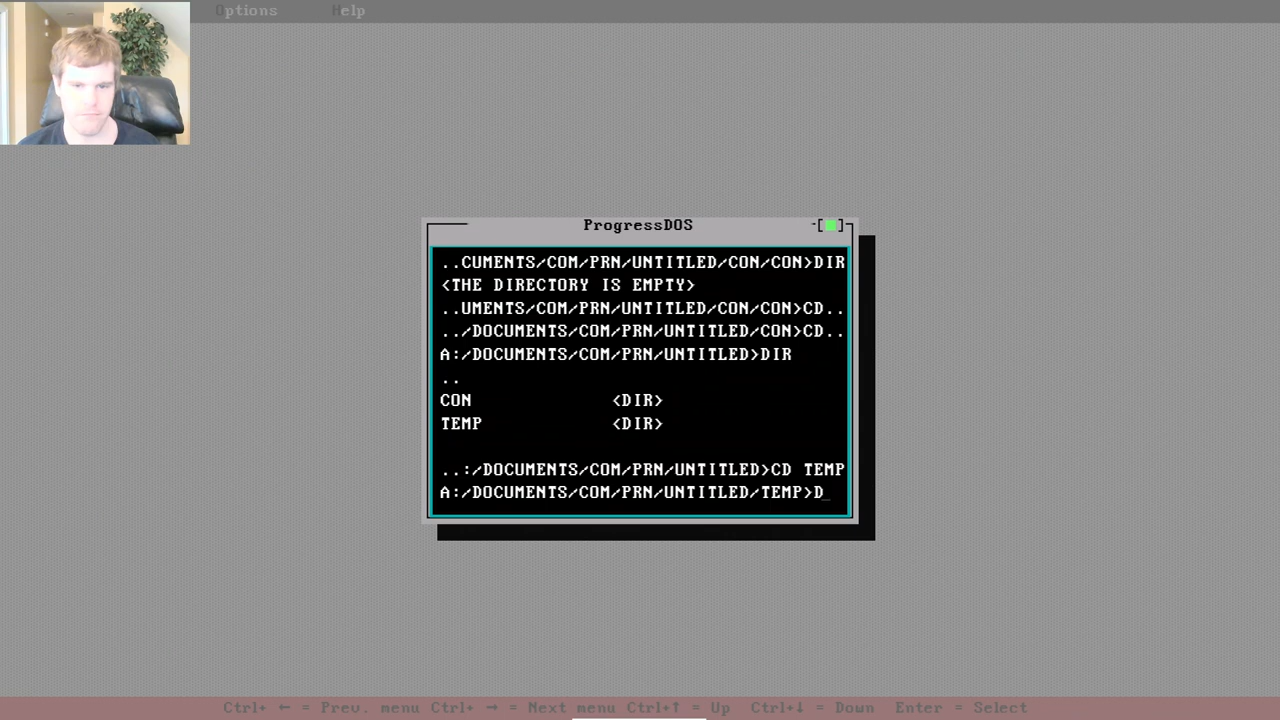 Options Help
ProgressDOS
..CUMENTS/COM/PRN/UNTITLED/CON/CON>DIR
<THE DIRECTORY IS EMPTY>
..UMENTS/COM/PRN/UNTITLED/CON/CON>CD..
../DOCUMENTS/COM/PRN/UNTITLED/CON>CD..
A:/DOCUMENTS/COM/PRN/UNTITLED>DIR
..
CON <DIR>
TEMP <DIR>
..:/DOCUMENTS/COM/PRN/UNTITLED>CD TEMP
A:/DOCUMENTS/COM/PRN/UNTITLED/TEMP>D_
Ctrl+ ← = Prev. menu Ctrl+ → = Next menu Ctrl+↑ = Up Ctrl+↓ = Down Enter = Select